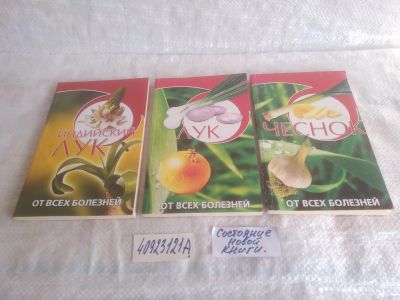 ИНДИЙСКИЙ
ЛУК
ОТ ВСЕХ БОЛЕЗНЕЙ
ЛУК
ОТ ВСЕХ БОЛЕЗНЕЙ
ЧЕСНОК
ОТ ВСЕХ БОЛЕЗНЕЙ
40923121А
Состояние
новой
книги.